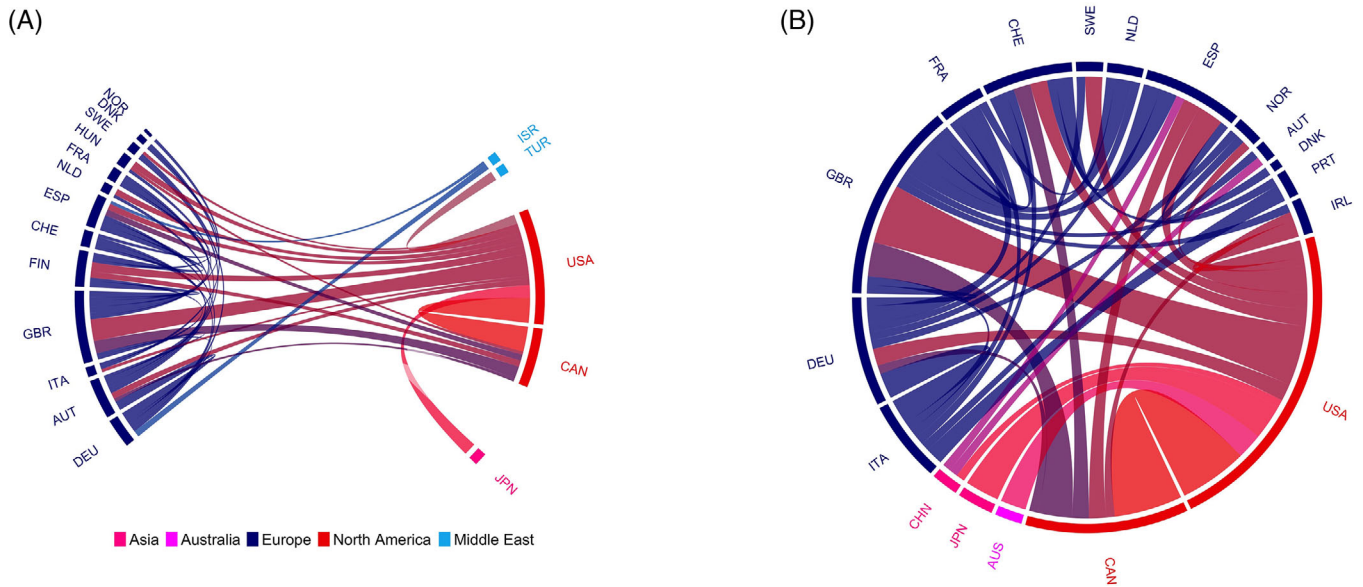 (A)
NOR
DNK
SWE
HUN
FRA
NLD
ESP
CHE
FIN
GBR
ITA
AUT
DEU
ISR
TUR
USA
CAN
JPN
Asia Australia Europe North America Middle East
(B)
CHE
SWE
NLD
ESP
FRA
NOR
AUT
DNK
PRT
IRL
GBR
DEU
USA
ITA
CHN
JPN
AUS
CAN